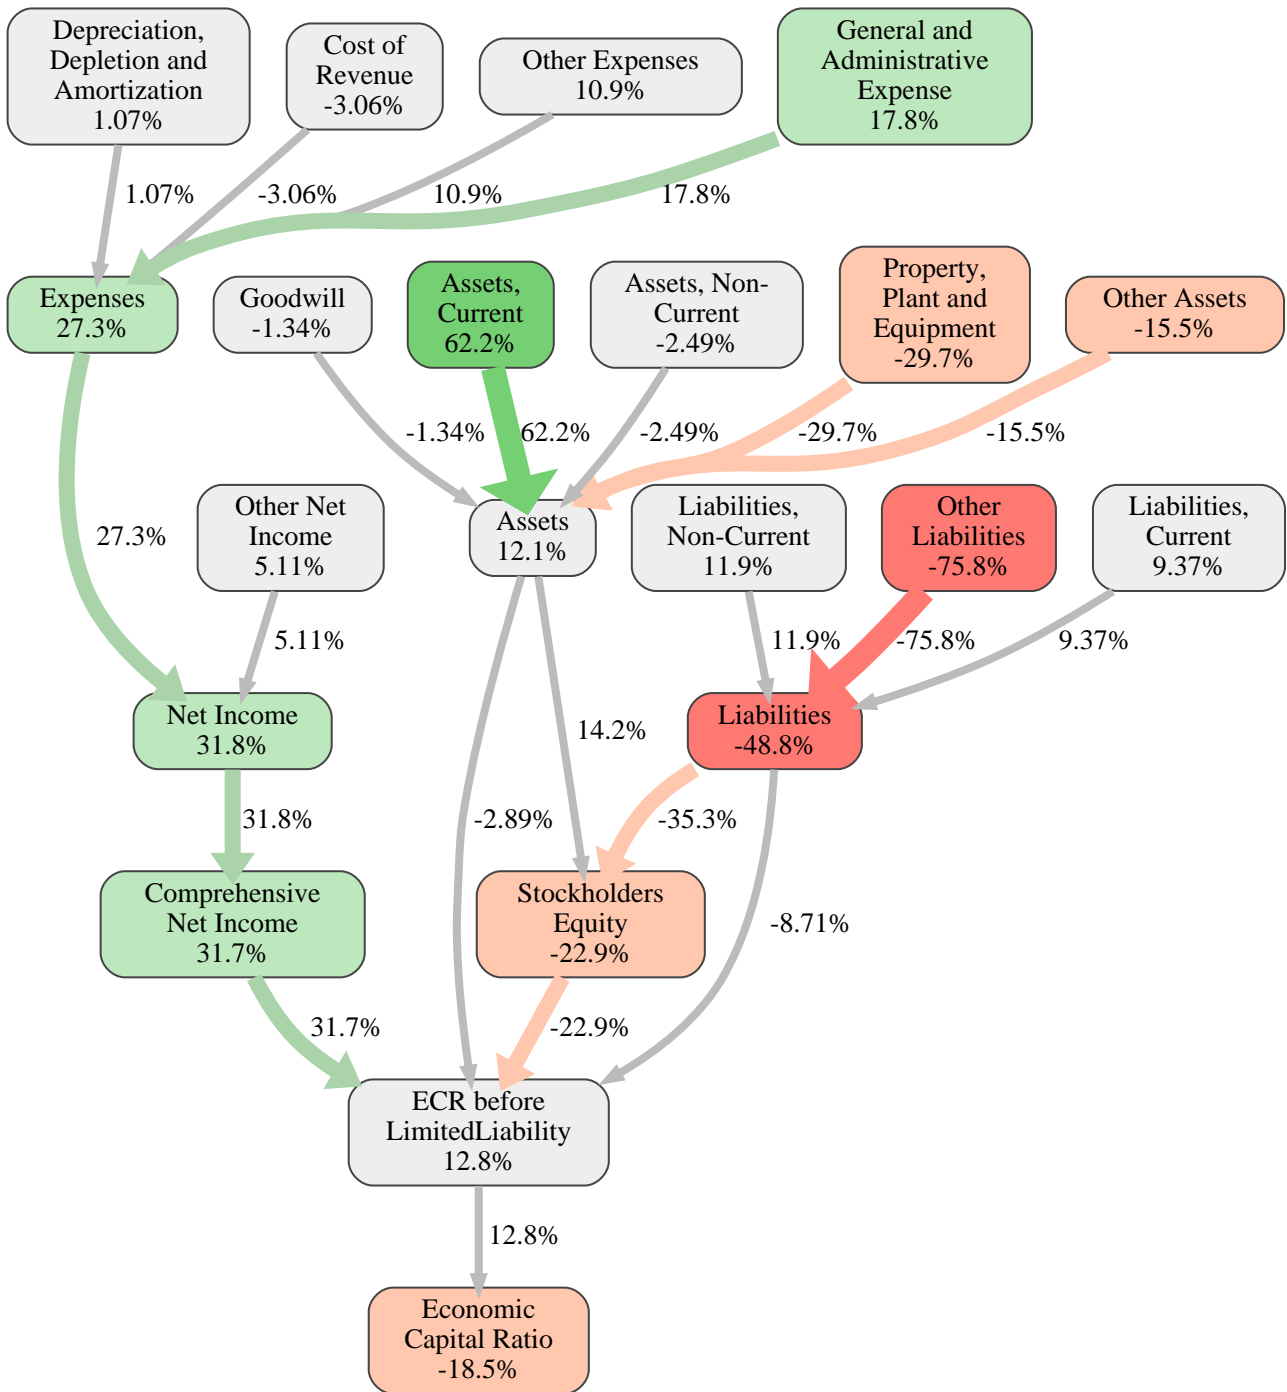 Depreciation,
Depletion and
Amortization
1.07%
Cost of
Revenue
-3.06%
Other Expenses
10.9%
General and
Administrative
Expense
17.8%
1.07%
-3.06%
10.9%
17.8%
Expenses
27.3%
Goodwill
-1.34%
Assets,
Current
62.2%
Assets, Non-
Current
-2.49%
Property,
Plant and
Equipment
-29.7%
Other Assets
-15.5%
-1.34%
62.2%
-2.49%
-29.7%
-15.5%
27.3%
Other Net
Income
5.11%
Assets
12.1%
Liabilities,
Non-Current
11.9%
Other
Liabilities
-75.8%
Liabilities,
Current
9.37%
5.11%
11.9%
-75.8%
9.37%
Net Income
31.8%
14.2%
Liabilities
-48.8%
31.8%
-2.89%
-35.3%
Comprehensive
Net Income
31.7%
Stockholders
Equity
-22.9%
-8.71%
31.7%
-22.9%
ECR before
LimitedLiability
12.8%
12.8%
Economic
Capital Ratio
-18.5%